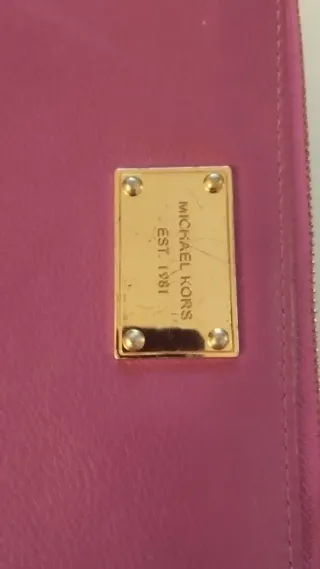 MICHAEL KORS
EST. 1981